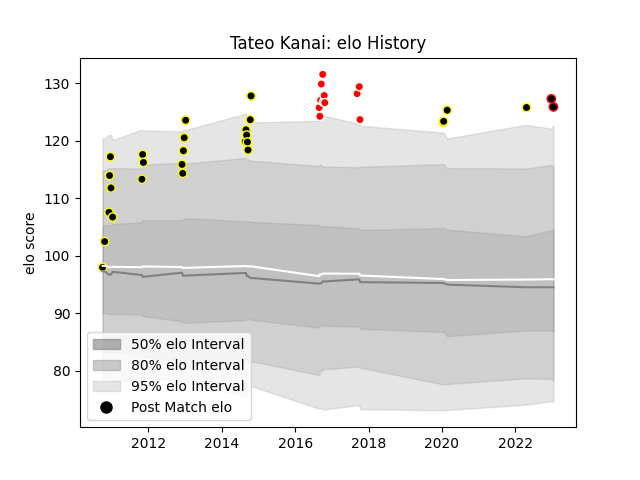 Tateo Kanai: elo History
elo score
130
120
110
100
90
80
50% elo Interval
80% elo Interval
95% elo Interval
Post Match elo
2012 2014 2016 2018 2020 2022